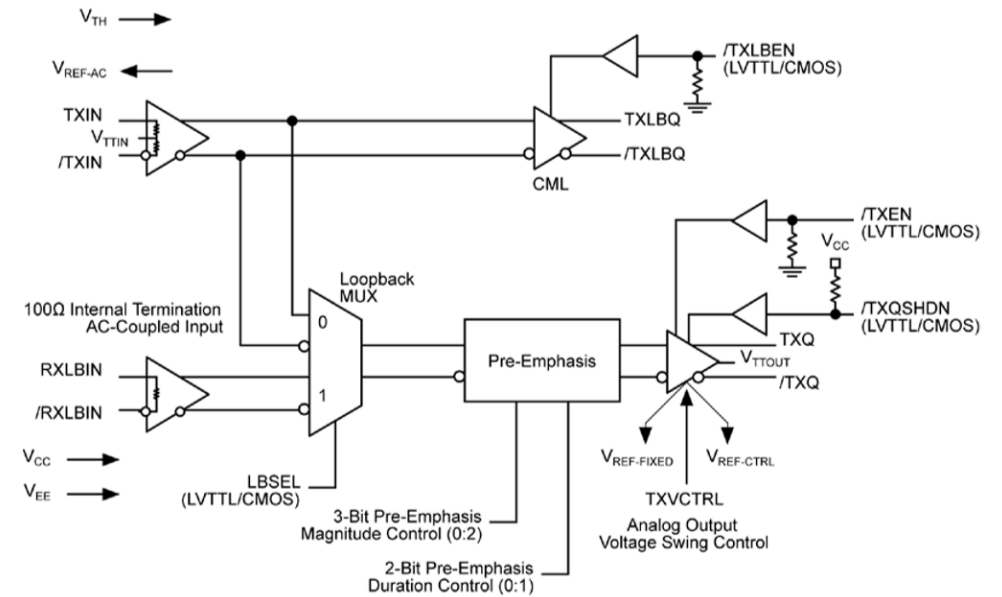 VTH
VREF-AC
TXIN
VTTIN
/TXIN
/TXLBEN
(LVTTL/CMOS)
TXLBQ
/TXLBQ
CML
/TXEN
(LVTTL/CMOS)
VCC
/TXQSHDN
(LVTTL/CMOS)
Loopback
MUX
100Ω Internal Termination
AC-Coupled Input
0
1
RXLBIN
/RXLBIN
Pre-Emphasis
TXQ
VTTOUT
/TXQ
VCC
VEE
LBSEL
(LVTTL/CMOS)
VREF-FIXED
VREF-CTRL
TXVCTRL
Analog Output
Voltage Swing Control
3-Bit Pre-Emphasis
Magnitude Control (0:2)
2-Bit Pre-Emphasis
Duration Control (0:1)